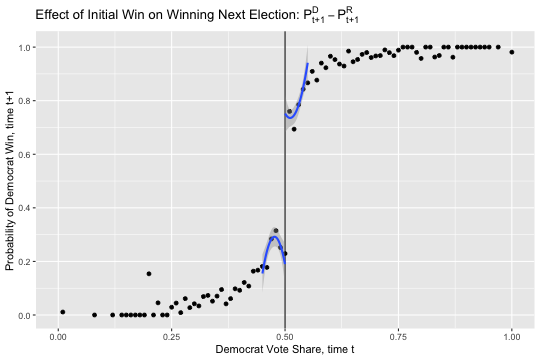 Effect of Initial Win on Winning Next Election: P^D_{t+1} − P^R_{t+1}
1.0
0.8
0.6
0.4
0.2
0.0
Probability of Democrat Win, time t+1
0.00 0.25 0.50 0.75 1.00
Democrat Vote Share, time t